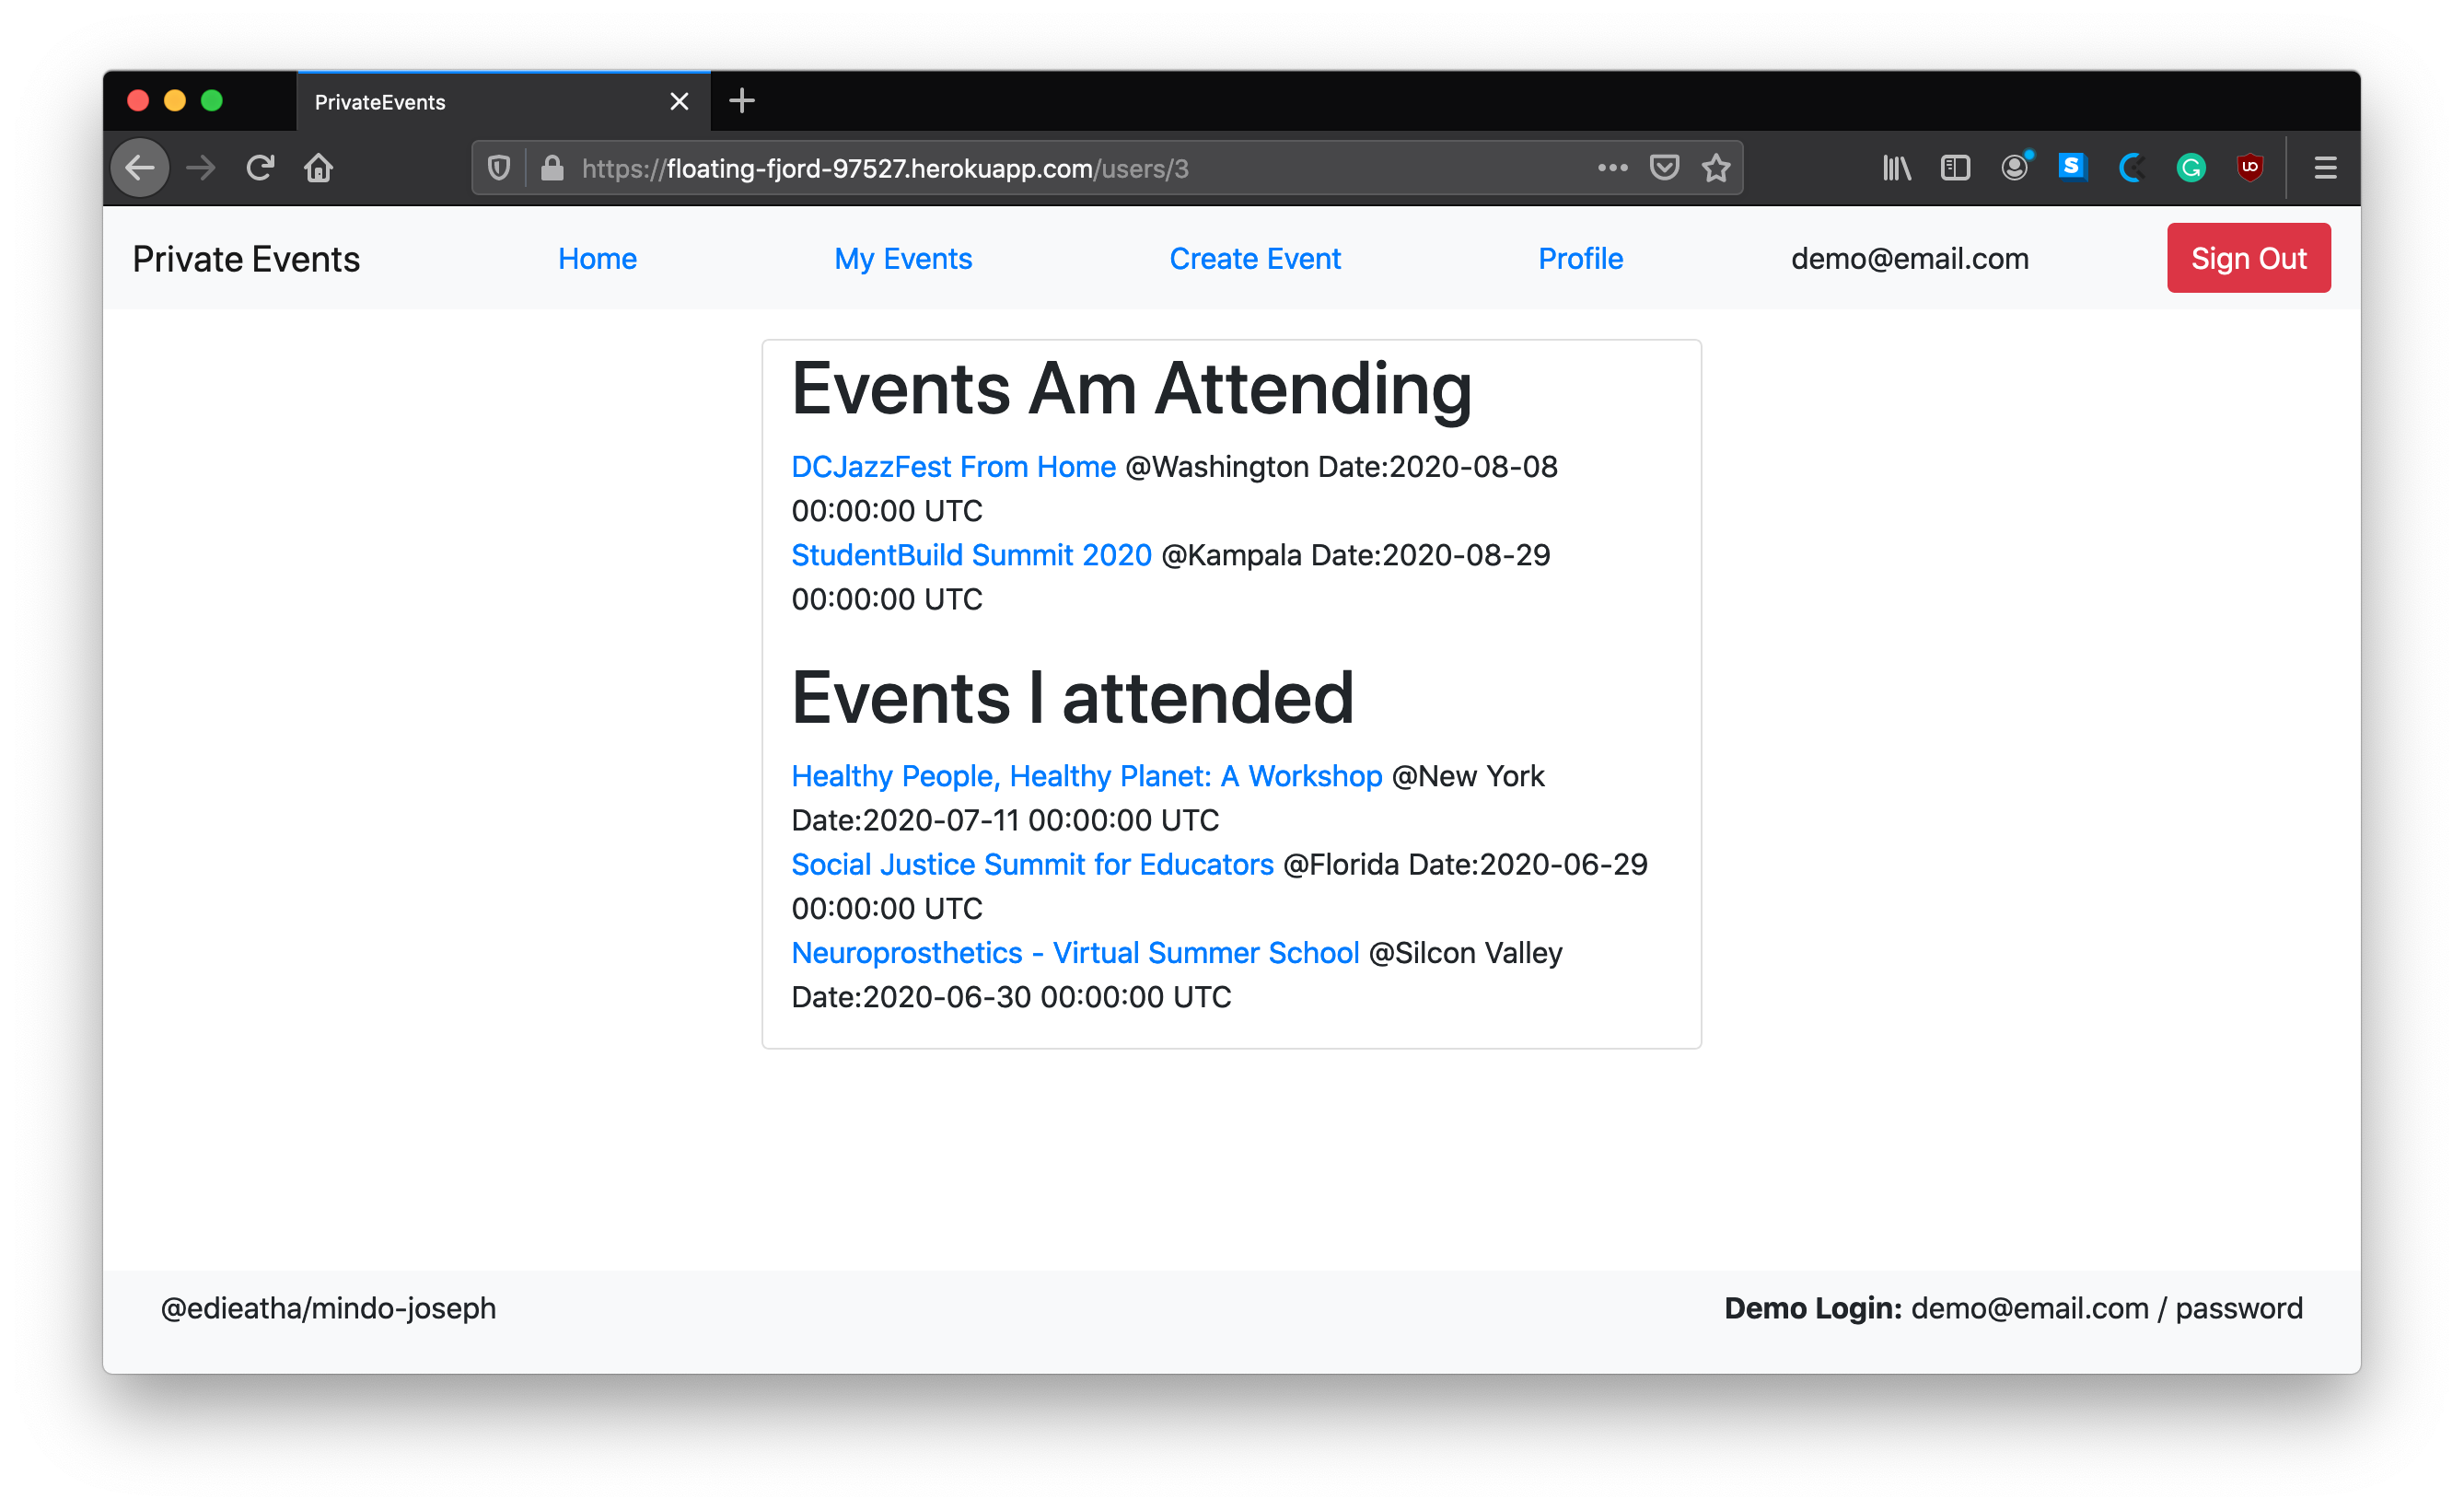 PrivateEvents
https://floating-fjord-97527.herokuapp.com/users/3
Private Events Home My Events Create Event Profile demo@email.com Sign Out
Events Am Attending
DCJazzFest From Home @Washington Date:2020-08-08
00:00:00 UTC
StudentBuild Summit 2020 @Kampala Date:2020-08-29
00:00:00 UTC
Events I attended
Healthy People, Healthy Planet: A Workshop @New York
Date:2020-07-11 00:00:00 UTC
Social Justice Summit for Educators @Florida Date:2020-06-29
00:00:00 UTC
Neuroprosthetics - Virtual Summer School @Silcon Valley
Date:2020-06-30 00:00:00 UTC
@edieatha/mindo-joseph Demo Login: demo@email.com / password